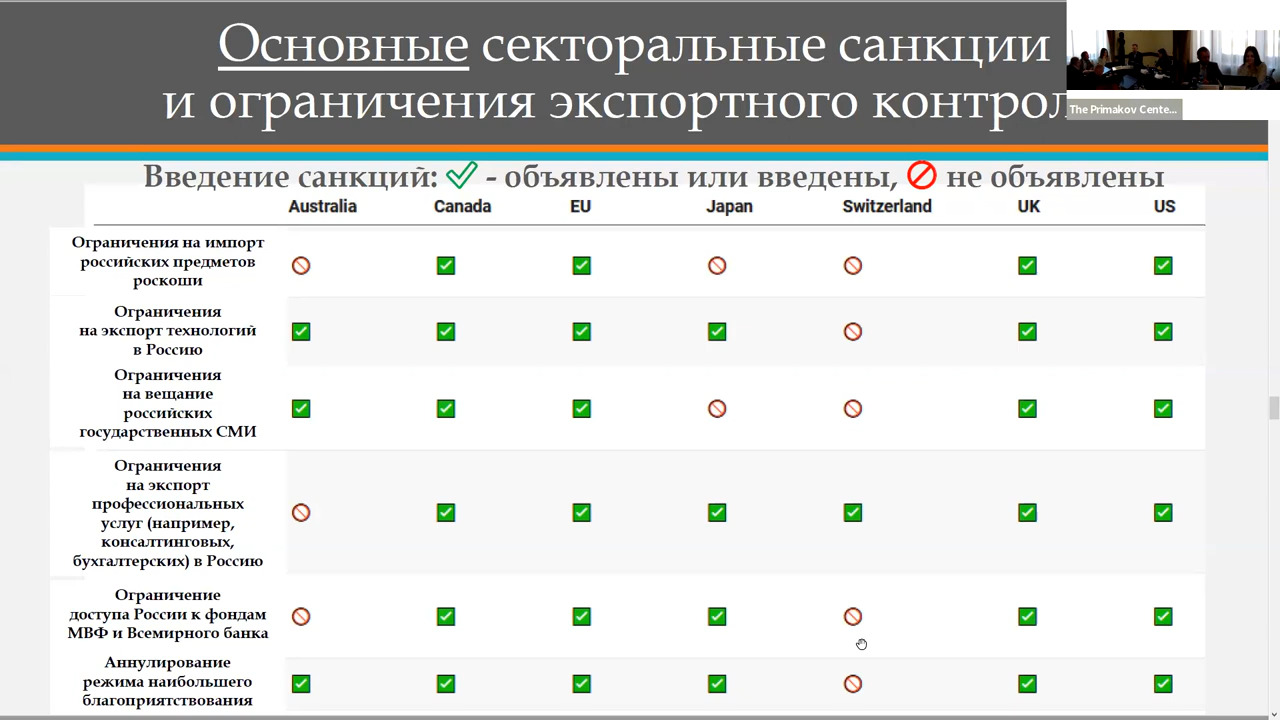 Основные секторальные санкции
и ограничения экспортного
The Primakov Cente...
Введение санкций: - объявлены или введены, не объявлены
Australia Canada EU Japan Switzerland UK US
Ограничения на импорт
российских предметов
роскоши
Ограничения
на экспорт технологий
в Россию
Ограничения
на вещание
российских
государственных СМИ
Ограничения
на экспорт
профессиональных
услуг (например,
консалтинговых,
бухгалтерских) в Россию
Ограничение
доступа России к фондам
МВФ и Всемирного банка
Аннулирование
режима наибольшего
благоприятствования